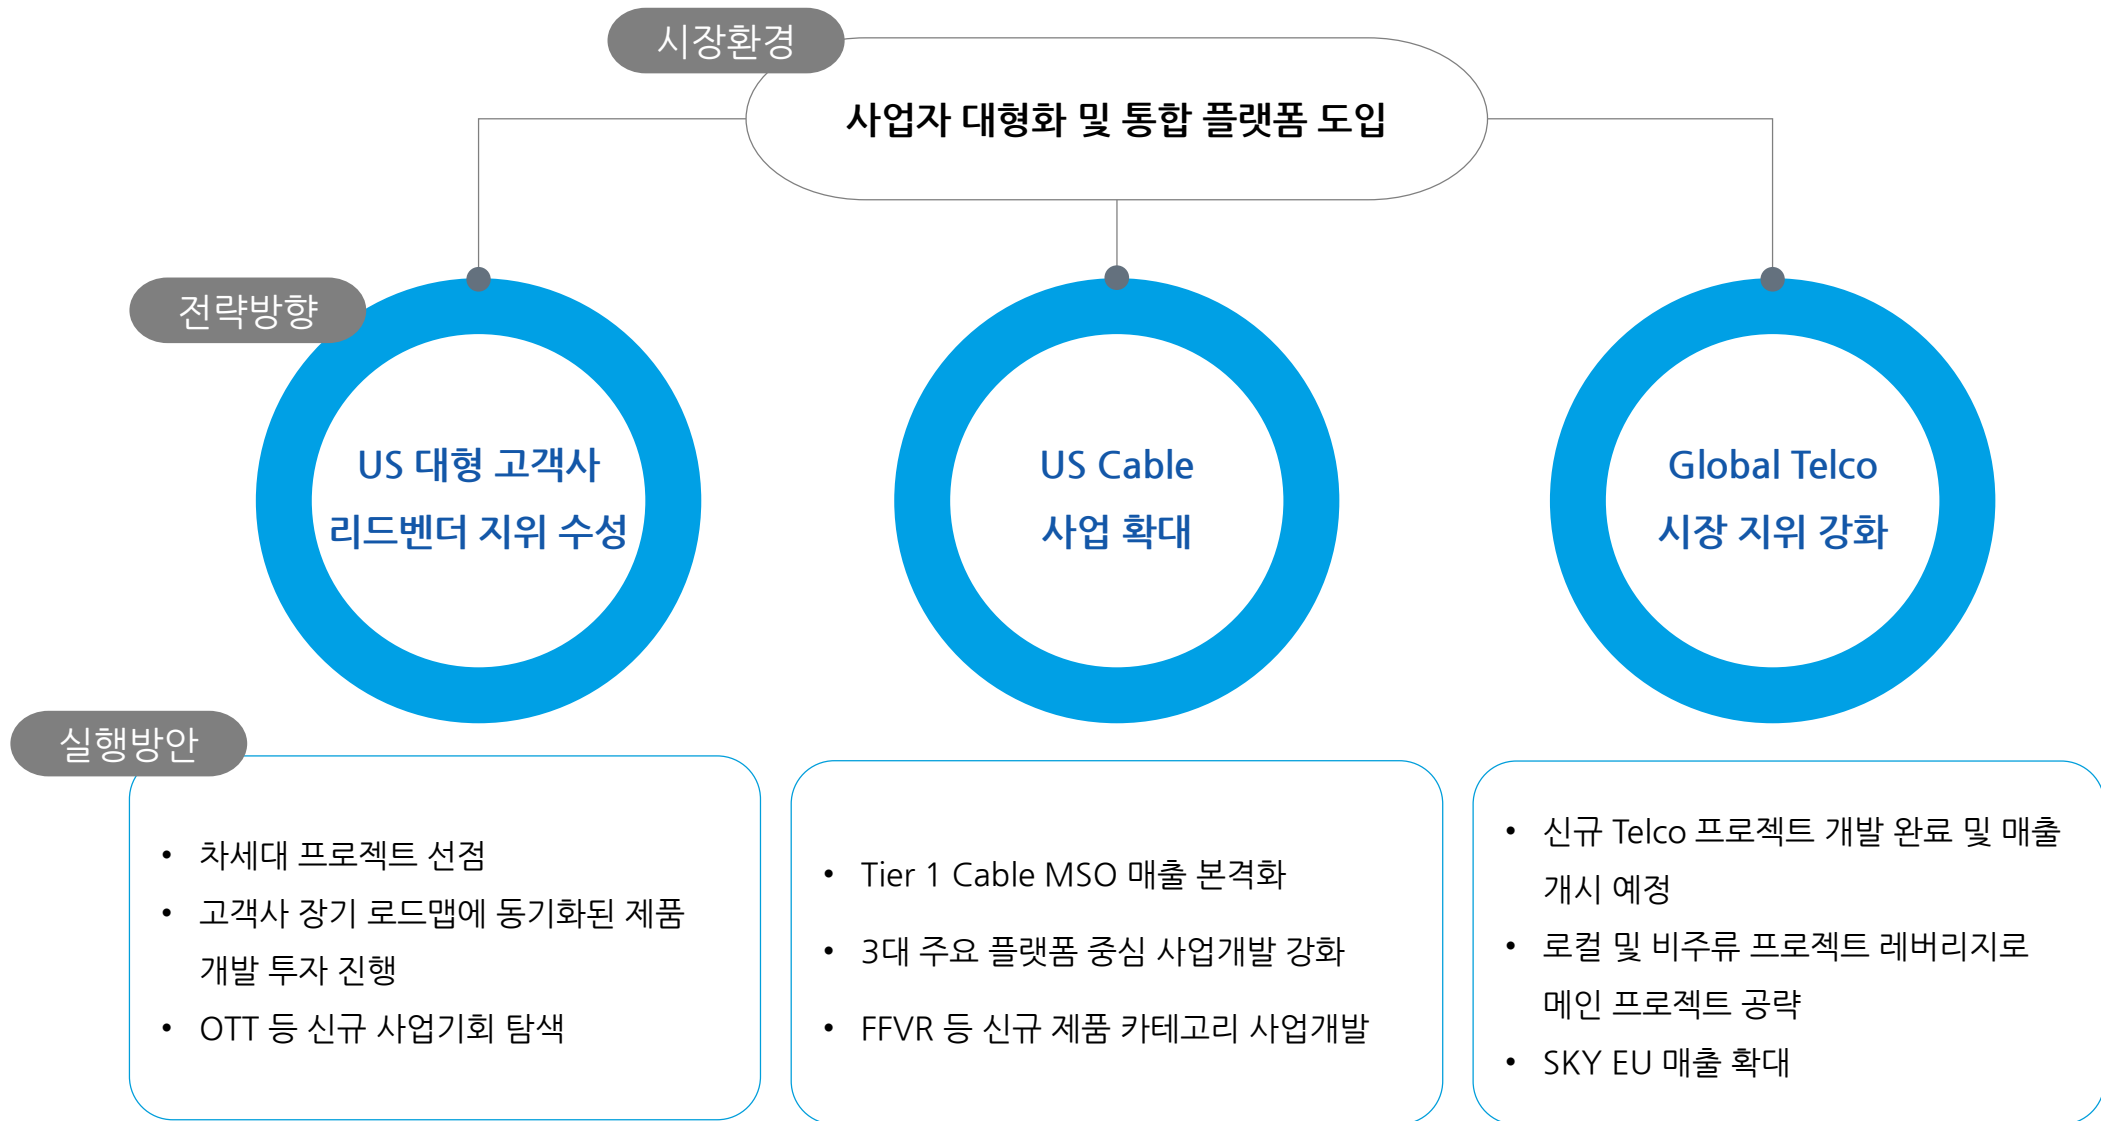 시장환경
사업자 대형화 및 통합 플랫폼 도입
전략방향
US 대형 고객사
리드벤더 지위 수성
US Cable
사업 확대
Global Telco
시장 지위 강화
실행방안
• 차세대 프로젝트 선점
• 고객사 장기 로드맵에 동기화된 제품
개발 투자 진행
• OTT 등 신규 사업기회 탐색
• Tier 1 Cable MSO 매출 본격화
• 3대 주요 플랫폼 중심 사업개발 강화
• FFVR 등 신규 제품 카테고리 사업개발
• 신규 Telco 프로젝트 개발 완료 및 매출
개시 예정
• 로컬 및 비주류 프로젝트 레버리지로
메인 프로젝트 공략
• SKY EU 매출 확대